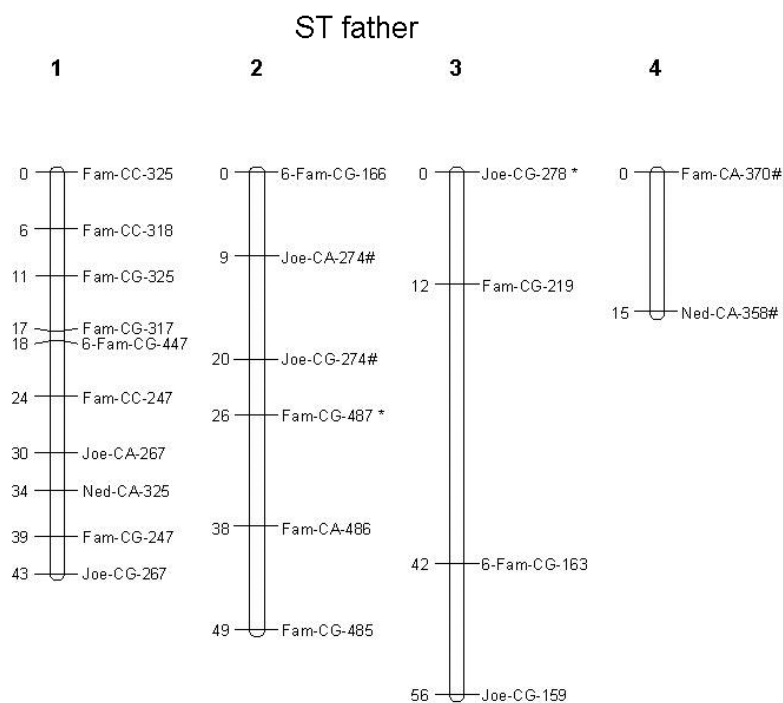 ST father
1 2 3 4
0 Fam-CC-325
6 Fam-CC-318
11 Fam-CG-325
17 Fam-CG-317
18 6-Fam-CG-447
24 Fam-CC-247
30 Joe-CA-267
34 Ned-CA-325
39 Fam-CG-247
43 Joe-CG-267
0 6-Fam-CG-166
9 Joe-CA-274#
20 Joe-CG-274#
26 Fam-CG-487 *
38 Fam-CA-486
49 Fam-CG-485
0 Joe-CG-278 *
12 Fam-CG-219
42 6-Fam-CG-163
56 Joe-CG-159
0 Fam-CA-370#
15 Ned-CA-358#